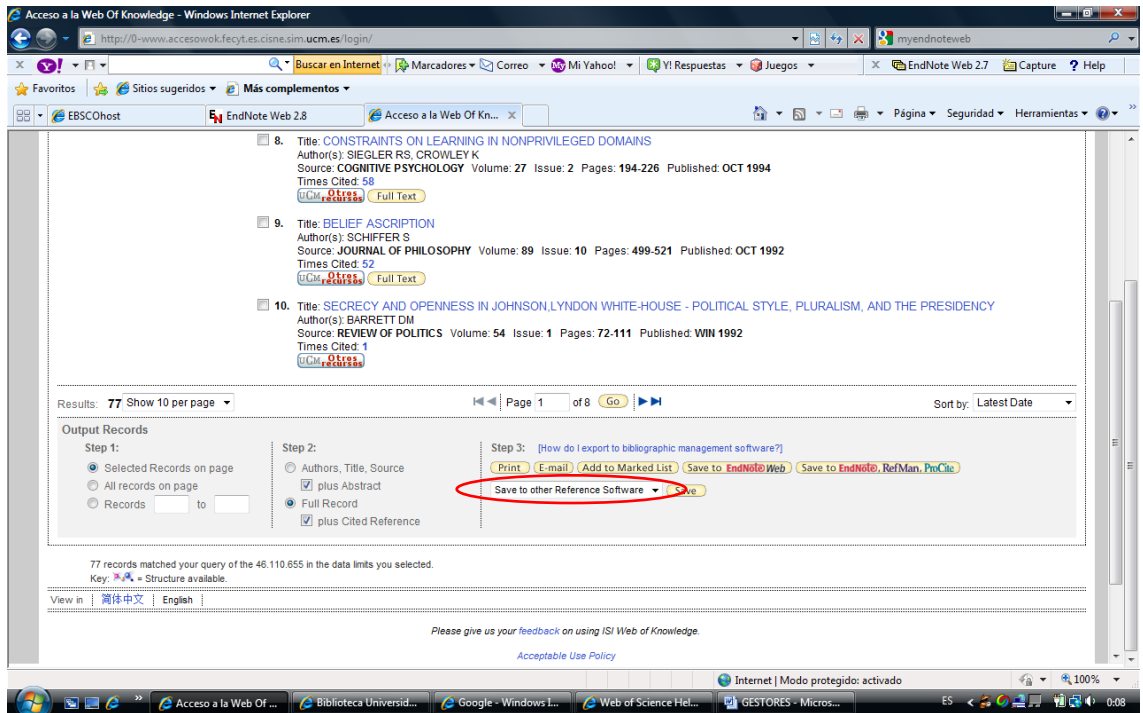 Acceso a la Web Of Knowledge - Windows Internet Explorer
http://0-www.accesowok.fecyt.es.cisne.sim.ucm.es/login/
myendnoteweb
Buscar en Internet Marcadores Correo Mi Yahoo! Y! Respuestas Juegos EndNote Web 2.7 Capture ? Help
Favoritos Sitios sugeridos Más complementos
EBSCOhost EndNote Web 2.8 Acceso a la Web Of Kn... X Página Seguridad Herramientas
8. Title: CONSTRAINTS ON LEARNING IN NONPRIVILEGED DOMAINS
Author(s): SIEGLER RS, CROWLEY K
Source: COGNITIVE PSYCHOLOGY Volume: 27 Issue: 2 Pages: 194-226 Published: OCT 1994
Times Cited: 58
UCM Otros recursos Full Text
9. Title: BELIEF ASCRIPTION
Author(s): SCHIFFER S
Source: JOURNAL OF PHILOSOPHY Volume: 89 Issue: 10 Pages: 499-521 Published: OCT 1992
Times Cited: 52
UCM Otros recursos Full Text
10. Title: SECRECY AND OPENNESS IN JOHNSON,LYNDON WHITE-HOUSE - POLITICAL STYLE, PLURALISM, AND THE PRESIDENCY
Author(s): BARRETT DM
Source: REVIEW OF POLITICS Volume: 54 Issue: 1 Pages: 72-111 Published: WIN 1992
Times Cited: 1
UCM Otros recursos
Results: 77 Show 10 per page Page 1 of 8 Go Sort by: Latest Date
Output Records
Step 1: Step 2: Step 3: [How do I export to bibliographic management software?]
Selected Records on page Authors, Title, Source Print E-mail Add to Marked List Save to EndNote Web Save to EndNote, RefMan, ProCite
All records on page plus Abstract Save to other Reference Software Save
Records to Full Record
plus Cited Reference
77 records matched your query of the 46.110.655 in the data limits you selected.
Key: = Structure available.
View in 简体中文 English
Please give us your feedback on using ISI Web of Knowledge.
Acceptable Use Policy
Internet | Modo protegido: activado 100%
Acceso a la Web Of ... Biblioteca Universid... Google - Windows I... Web of Science Hel... GESTORES - Micros... ES 0:08